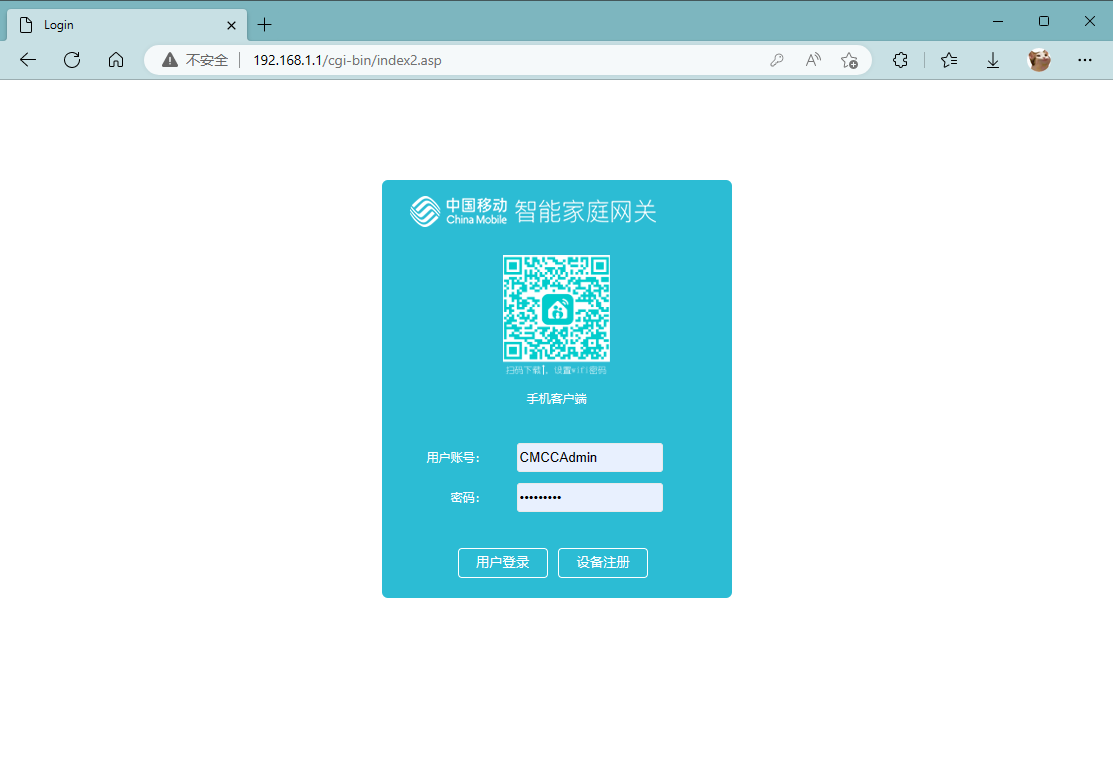 Login
不安全
192.168.1.1/cgi-bin/index2.asp
中国移动
China Mobile
智能家庭网关
扫码下载个，设置wifi密码
手机客户端
用户账号：
CMCCAdmin
密码：
•••••••••
用户登录
设备注册